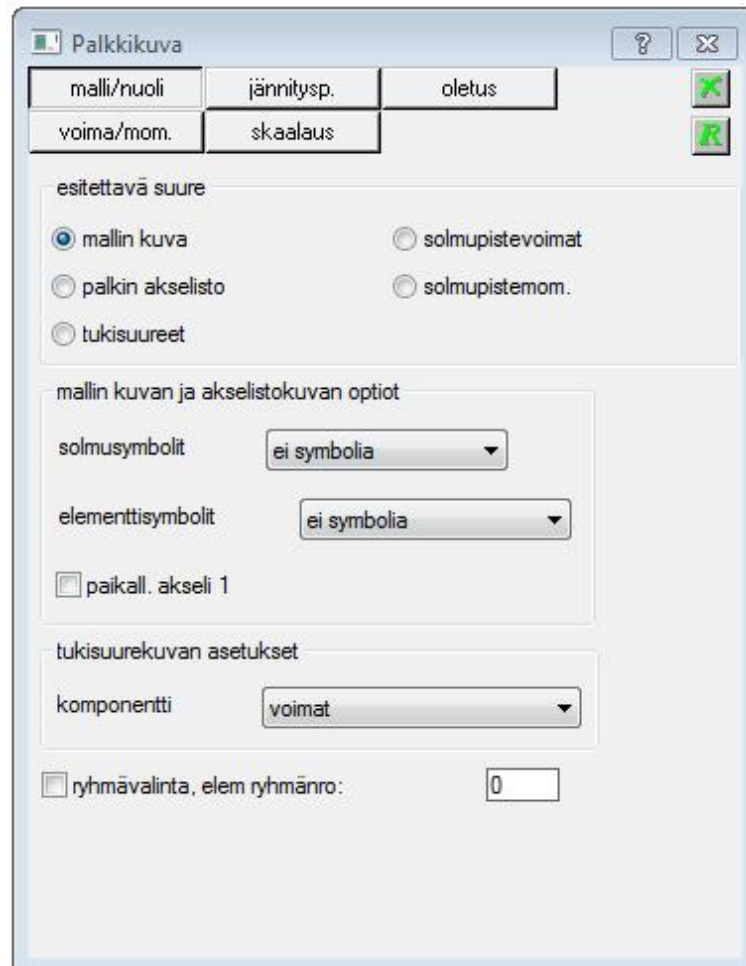 Palkkikuva
malli/nuoli jännitysp. oletus
voima/mom. skaalaus R
esitettavä suure
mallin kuva solmupistevoimat
palkin akselisto solmupistemom.
tukisuureet
mallin kuvan ja akselistokuvan optiot
solmusymbolit ei symbolia
elementtisymbolit ei symbolia
paikall. akseli 1
tukisuurekuvan asetukset
komponentti voimat
ryhmävalinta, elem ryhmänro: 0